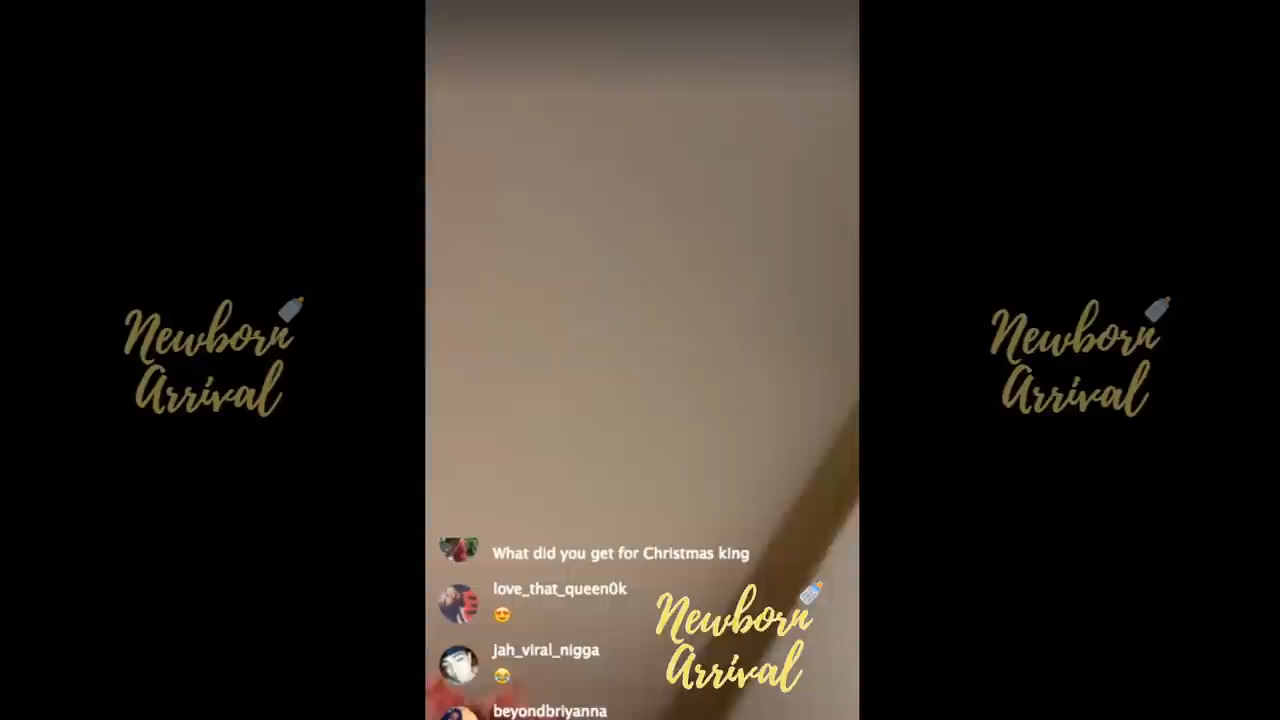 Newborn
Arrival
Newborn
Arrival
What did you get for Christmas king
love_that_queen0k
😍
jah_viral_nigga
😂
beyondbriyanna
Newborn
Arrival